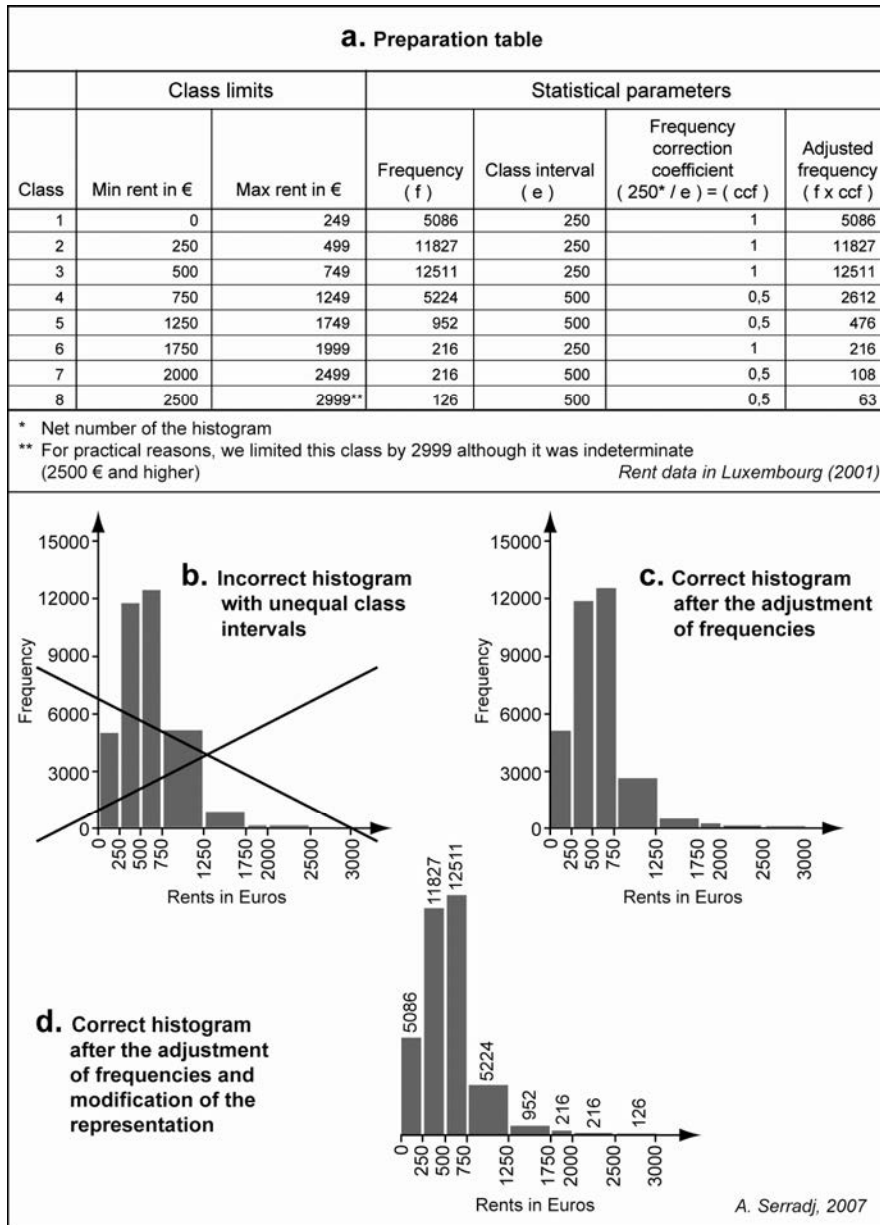 a. Preparation table
Class limits
Statistical parameters
Class
Min rent in €
Max rent in €
Frequency
( f )
Class interval
( e )
Frequency
correction
coefficient
( 250* / e ) = ( ccf )
Adjusted
frequency
( f x ccf )
1 0 249 5086 250 1 5086
2 250 499 11827 250 1 11827
3 500 749 12511 250 1 12511
4 750 1249 5224 500 0,5 2612
5 1250 1749 952 500 0,5 476
6 1750 1999 216 250 1 216
7 2000 2499 216 500 0,5 108
8 2500 2999** 126 500 0,5 63
* Net number of the histogram
** For practical reasons, we limited this class by 2999 although it was indeterminate
(2500 € and higher)
Rent data in Luxembourg (2001)
b. Incorrect histogram
with unequal class
intervals
Frequency
15000
12000
9000
6000
3000
0
0 250 500 750 1250 1750 2000 2500 3000
Rents in Euros
c. Correct histogram
after the adjustment
of frequencies
Frequency
15000
12000
9000
6000
3000
0
0 250 500 750 1250 1750 2000 2500 3000
Rents in Euros
d. Correct histogram
after the adjustment
of frequencies and
modification of the
representation
5086 11827 12511 5224 952 216 216 126
0 250 500 750 1250 1750 2000 2500 3000
Rents in Euros
A. Serradj, 2007